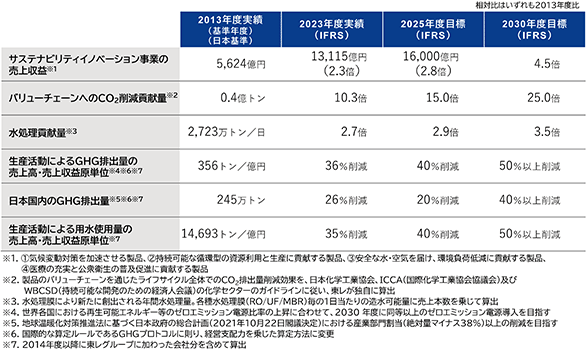 相対比はいずれも2013年度比
2013年度実績
(基準年度)
(日本基準)
2023年度実績
(IFRS)
2025年度目標
(IFRS)
2030年度目標
(IFRS)
サステナビリティイノベーション事業の
売上収益※1
5,624億円
13,115億円
(2.3倍)
16,000億円
(2.8倍)
4.5倍
バリューチェーンへのCO2削減貢献量※2
0.4億トン
10.3倍
15.0倍
25.0倍
水処理貢献量※3
2,723万トン/日
2.7倍
2.9倍
3.5倍
生産活動によるGHG排出量の
売上高・売上収益原単位※4※6※7
356トン/億円
36%削減
40%削減
50%以上削減
日本国内のGHG排出量※5※6※7
245万トン
26%削減
20%削減
40%以上削減
生産活動による用水使用量の
売上高・売上収益原単位※7
14,693トン/億円
35%削減
40%削減
50%以上削減
※1. ①気候変動対策を加速させる製品、②持続可能な循環型の資源利用と生産に貢献する製品、③安全な水・空気を届け、環境負荷低減に貢献する製品、
④医療の充実と公衆衛生の普及促進に貢献する製品
※2. 製品のバリューチェーンを通じたライフサイクル全体でのCO2排出量削減効果を、日本化学工業協会、ICCA(国際化学工業協会協議会)及び
WBCSD(持続可能な開発のための経済人会議)の化学セクターのガイドラインに従い、東レが独自に算出
※3. 水処理膜により新たに創出される年間水処理量。各種水処理膜(RO/UF/MBR)毎の1日当たりの造水可能量に売上本数を乗じて算出
※4. 世界各国における再生可能エネルギー等のゼロエミッション電源比率の上昇に合わせて、2030 年度に同等以上のゼロエミッション電源導入を目指す
※5. 地球温暖化対策推進法に基づく日本政府の総合計画(2021年10月22日閣議決定)における産業部門割当(絶対量マイナス38%)以上の削減を目指す
※6. 国際的な算定ルールであるGHGプロトコルに則り、経営支配力を基準とした算定方法に変更
※7. 2014年度以降に東レグループに加わった会社分を含めて算出